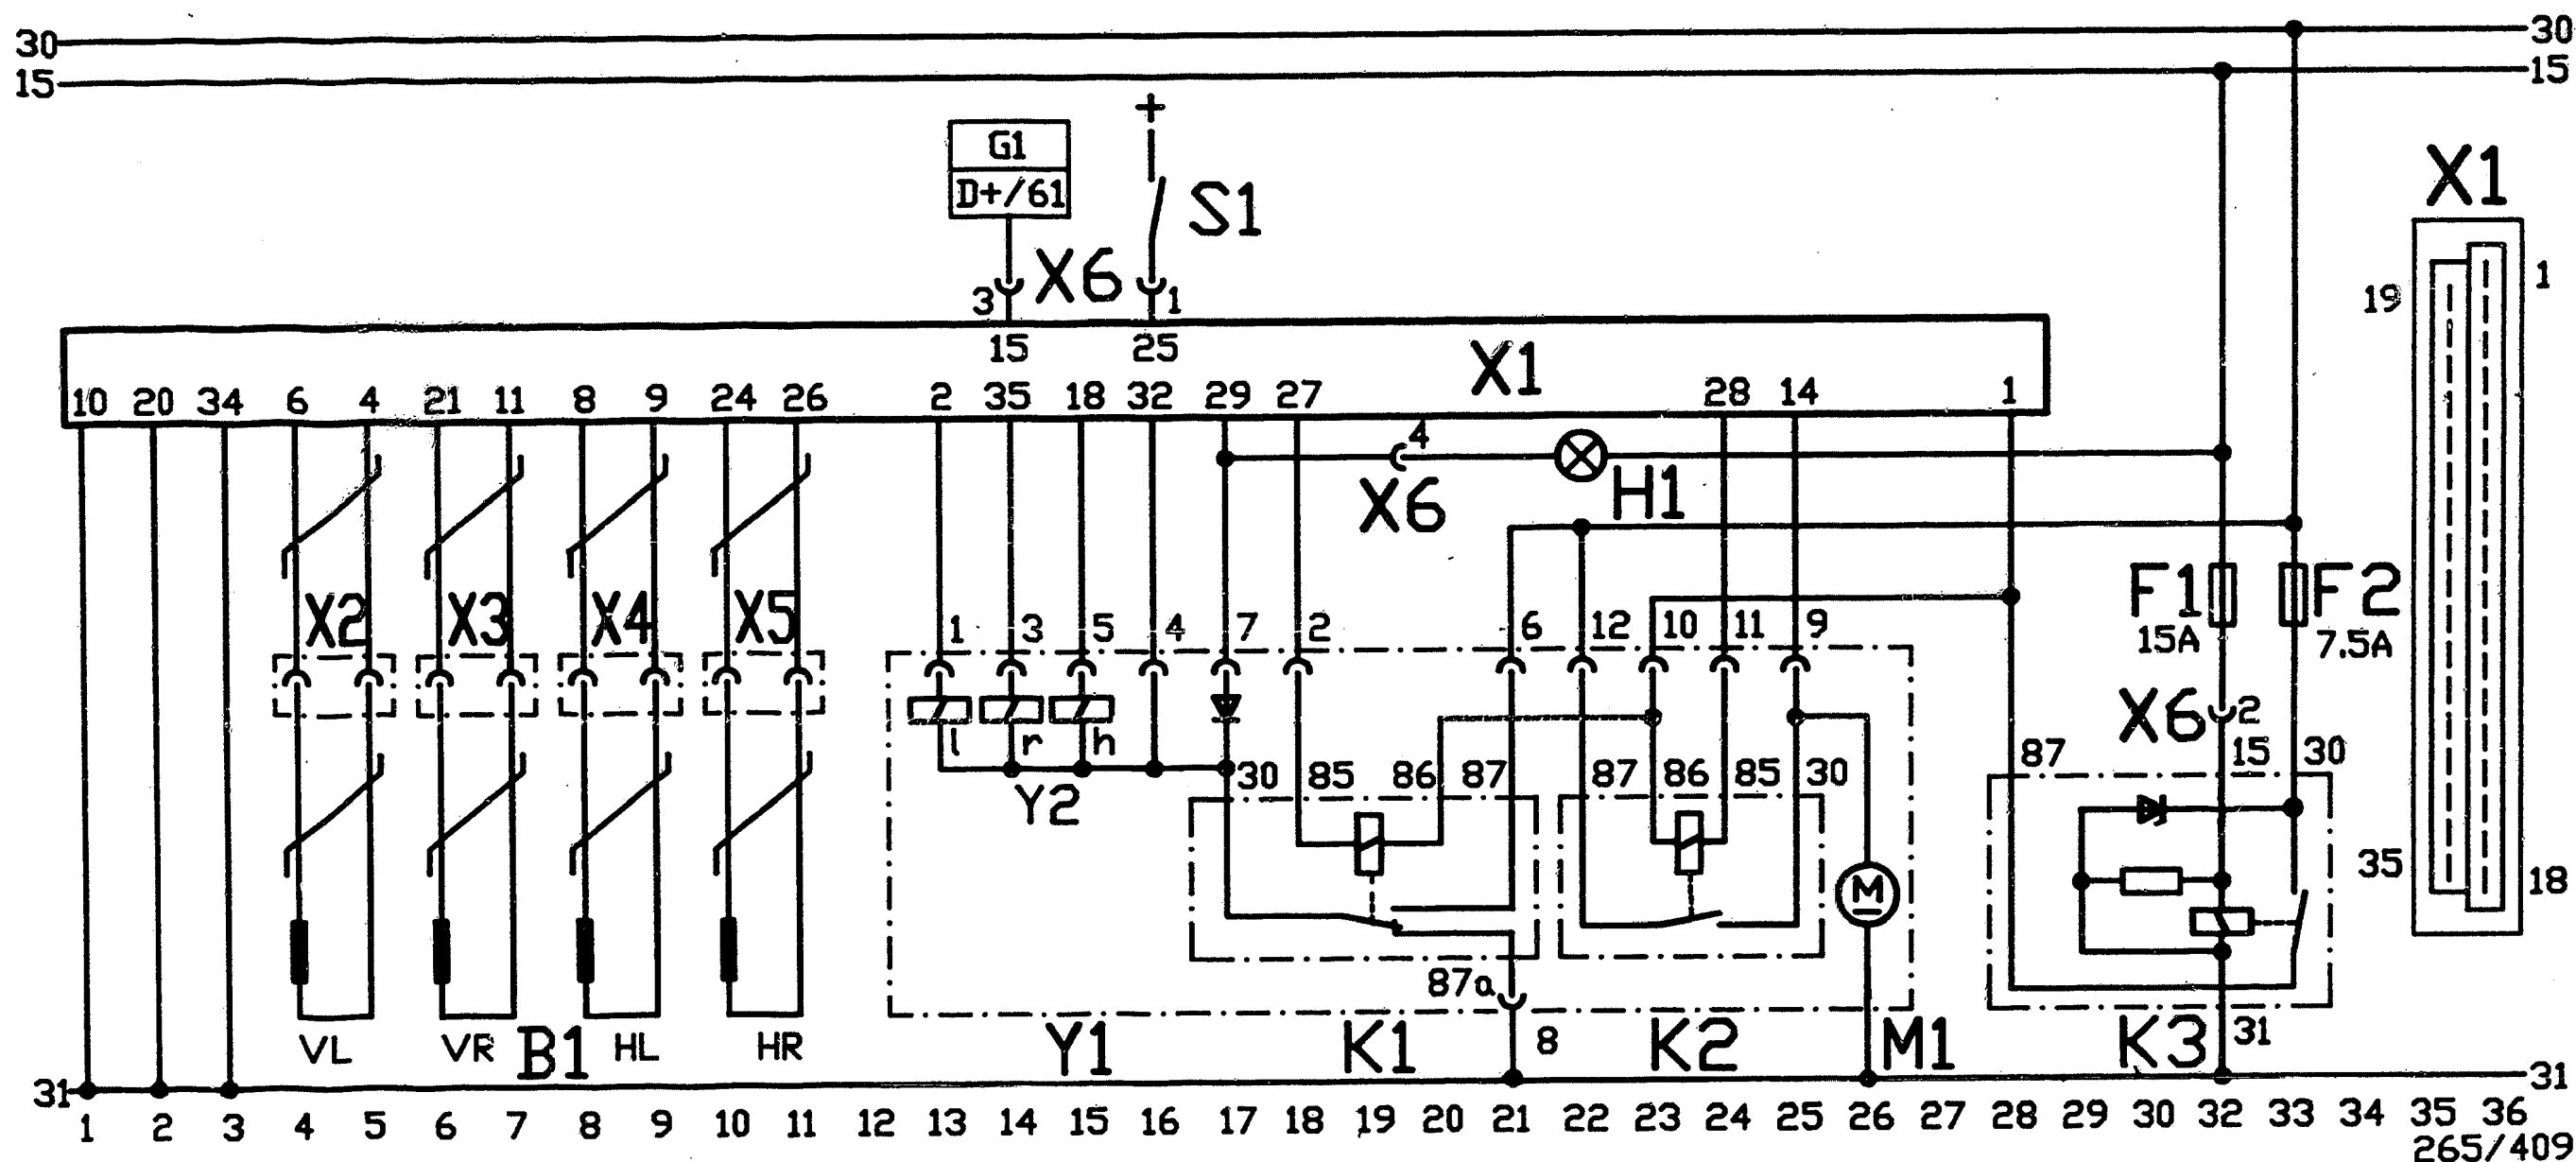 30 30
15 15
G1
D+/61
+
S1
X6
3 1
X1
19 1
15 25
X1
10 20 34 6 4 21 11 8 9 24 26 2 35 18 32 29 27 28 14 1
4
X6 H1
F1 F2
15A 7.5A
X2 X3 X4 X5
1 3 5 4 7 2 6 12 10 11 9
X6 2
l r h
87 15 30
30 85 86 87 87 86 85 30
Y2
M
35 18
87a
VL VR B1 HL HR Y1 K1 8 K2 M1 K3 31
31 31
1 2 3 4 5 6 7 8 9 10 11 12 13 14 15 16 17 18 19 20 21 22 23 24 25 26 27 28 29 30 32 33 34 35 36
265/409